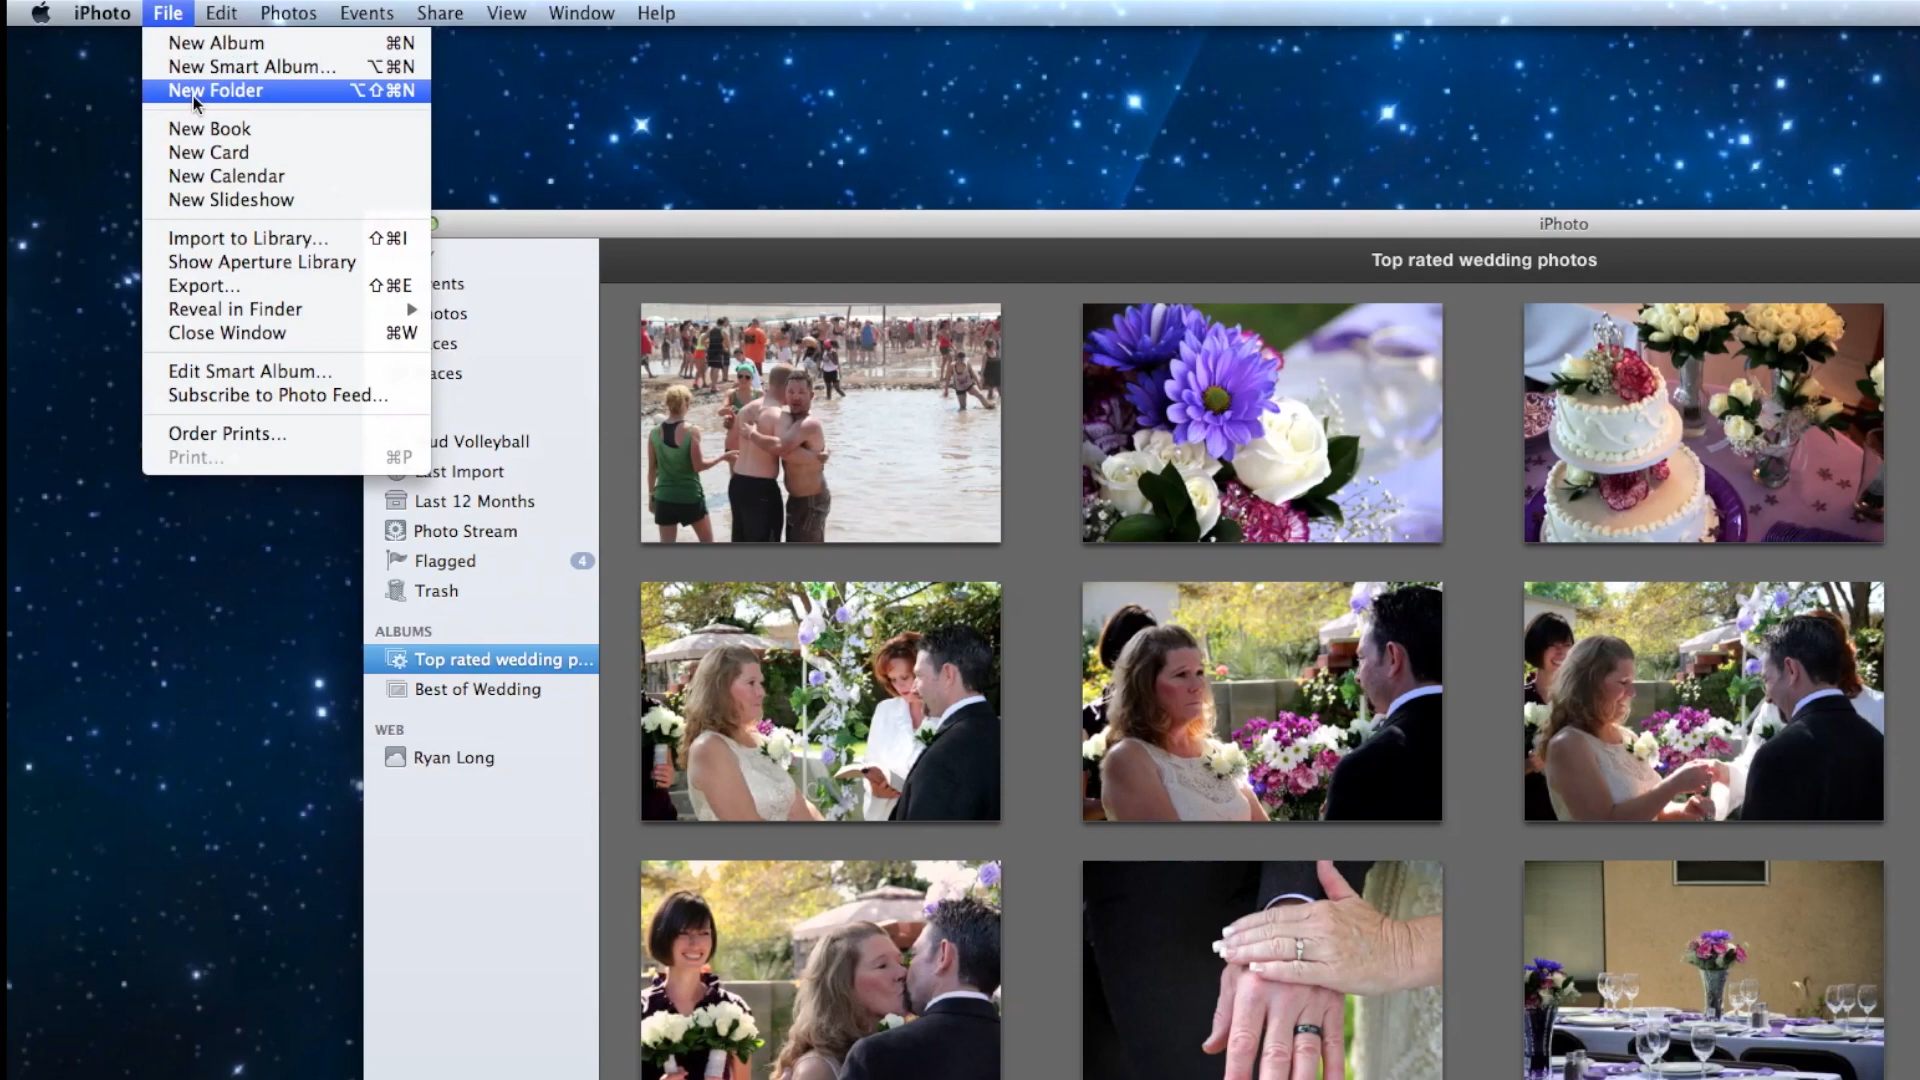 iPhoto File Edit Photos Events Share View Window Help
New Album ⌘N
New Smart Album... ⌥⌘N
New Folder ⌥⇧⌘N
New Book
New Card
New Calendar
New Slideshow
Import to Library... ⇧⌘I
Show Aperture Library
Export... ⇧⌘E
Reveal in Finder
Close Window ⌘W
Edit Smart Album...
Subscribe to Photo Feed...
Order Prints...
Print... ⌘P
iPhoto
Top rated wedding photos
ents
otos
ces
aces
ud Volleyball
ast Import
Last 12 Months
Photo Stream
Flagged 4
Trash
ALBUMS
Top rated wedding p...
Best of Wedding
WEB
Ryan Long